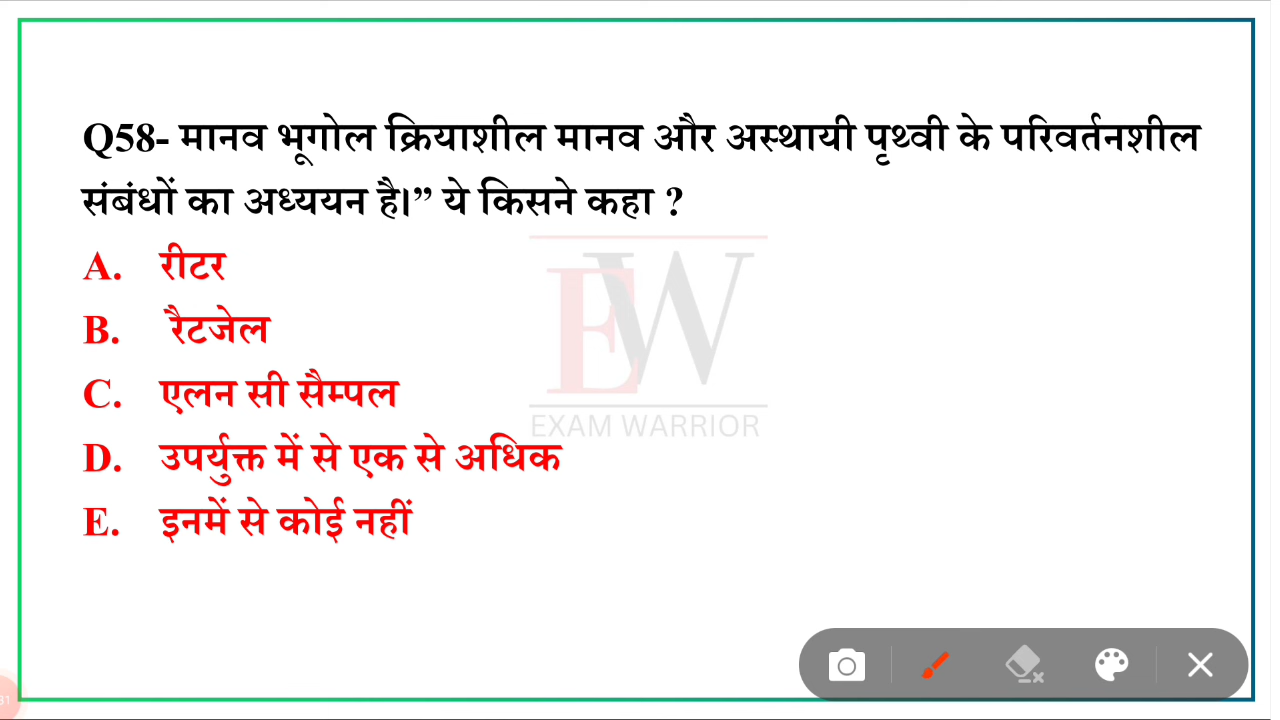 Q58- मानव भूगोल क्रियाशील मानव और अस्थायी पृथ्वी के परिवर्तनशील
संबंधों का अध्ययन है।” ये किसने कहा ?
A. रीटर
B. रैटजेल
C. एलन सी सैम्पल
D. उपर्युक्त में से एक से अधिक
E. इनमें से कोई नहीं
EW
EXAM WARRIOR